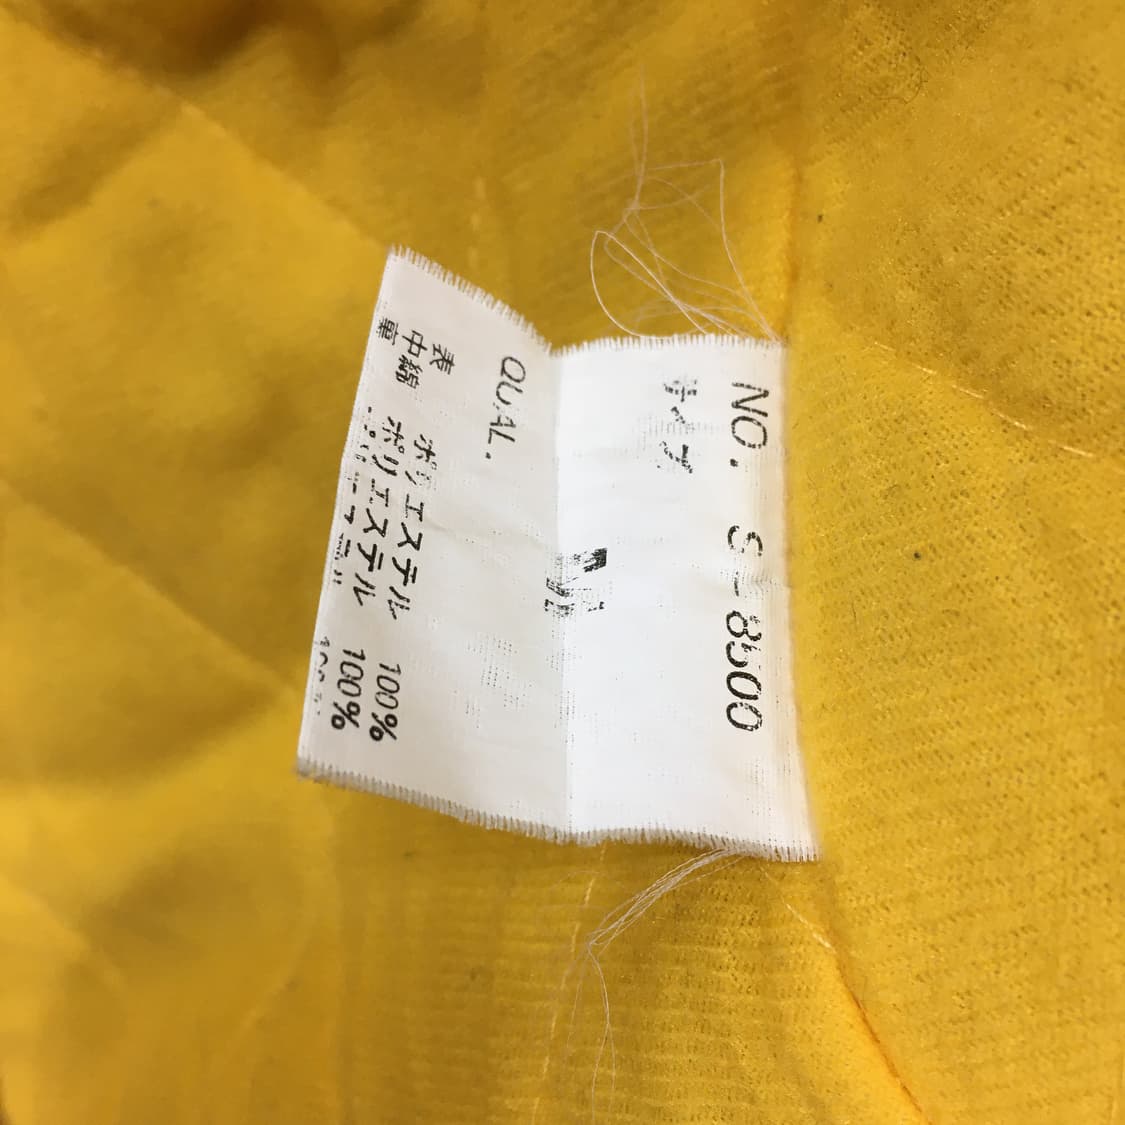 NO. S-8500
サイズ
QUAL.
表 ポリエステル 100%
中綿 ポリエステル 100%